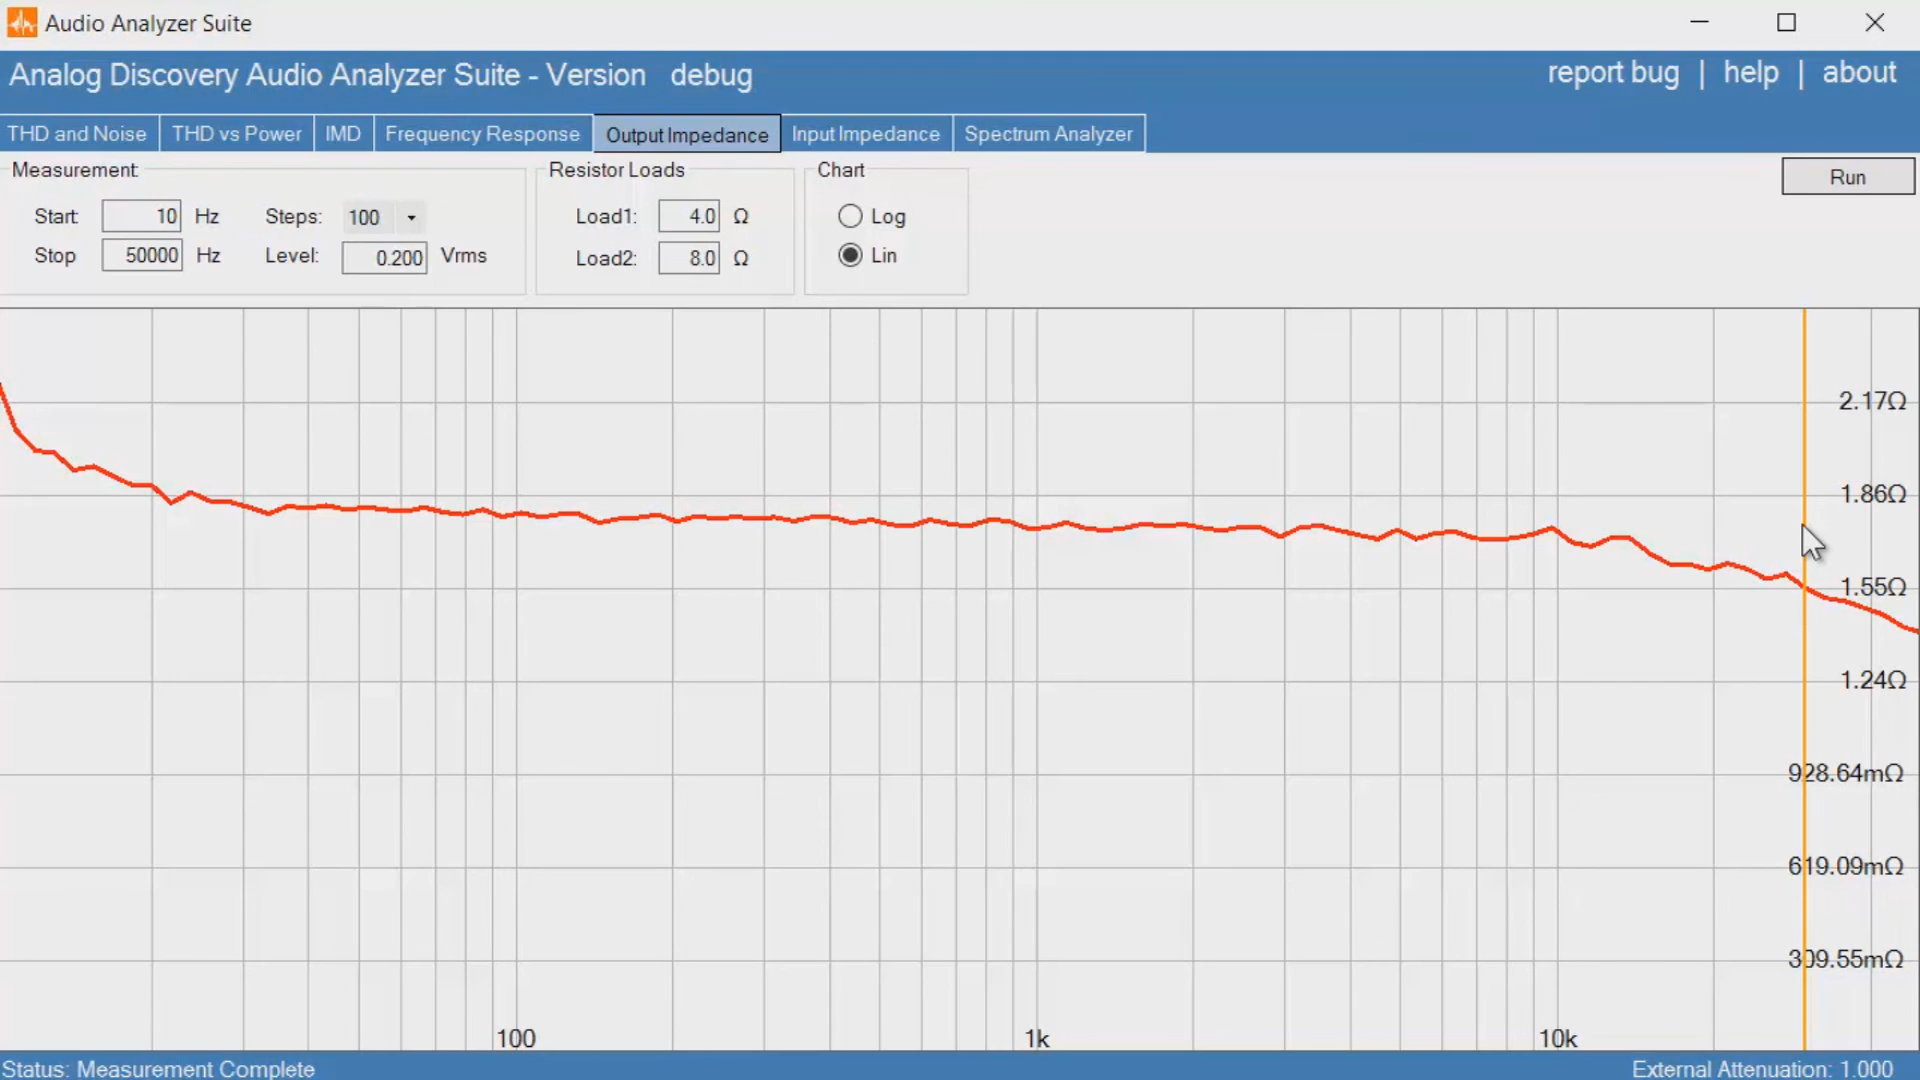 Audio Analyzer Suite
Analog Discovery Audio Analyzer Suite - Version debug
report bug | help | about
THD and Noise THD vs Power IMD Frequency Response Output Impedance Input Impedance Spectrum Analyzer
Measurement Resistor Loads Chart Run
Start: 10 Hz Steps: 100 Load1: 4.0 Ω Log
Stop 50000 Hz Level: 0.200 Vrms Load2: 8.0 Ω Lin
2.17Ω
1.86Ω
1.55Ω
1.24Ω
928.64mΩ
619.09mΩ
309.55mΩ
100 1k 10k
Status: Measurement Complete External Attenuation: 1.000